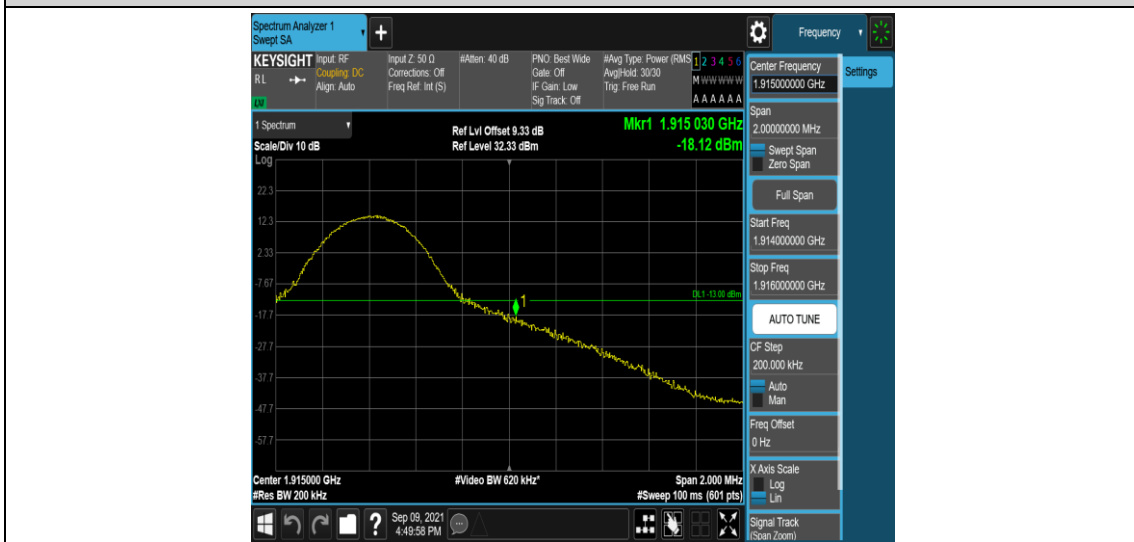 Spectrum Analyzer 1
Swept SA
+
Frequency
KEYSIGHT
RL
Input: RF
Coupling: DC
Align: Auto
Input Z: 50 Ω
Corrections: Off
Freq Ref: Int (S)
#Atten: 40 dB
PNO: Best Wide
Gate: Off
IF Gain: Low
Sig Track: Off
#Avg Type: Power (RMS
Avg|Hold: 30/30
Trig: Free Run
1 2 3 4 5 6
M W W W W W
A A A A A A
1 Spectrum
Scale/Div 10 dB
Ref Lvl Offset 9.33 dB
Ref Level 32.33 dBm
Mkr1 1.915 030 GHz
-18.12 dBm
Log
22.3
12.3
2.33
-7.67
-17.7
-27.7
-37.7
-47.7
-57.7
DL1 -13.00 dBm
1
Center 1.915000 GHz
#Res BW 200 kHz
#Video BW 620 kHz*
Span 2.000 MHz
#Sweep 100 ms (601 pts)
?
Sep 09, 2021
4:49:58 PM
Center Frequency
1.915000000 GHz
Settings
Span
2.00000000 MHz
Swept Span
Zero Span
Full Span
Start Freq
1.914000000 GHz
Stop Freq
1.916000000 GHz
AUTO TUNE
CF Step
200.000 kHz
Auto
Man
Freq Offset
0 Hz
X Axis Scale
Log
Lin
Signal Track
(Span Zoom)